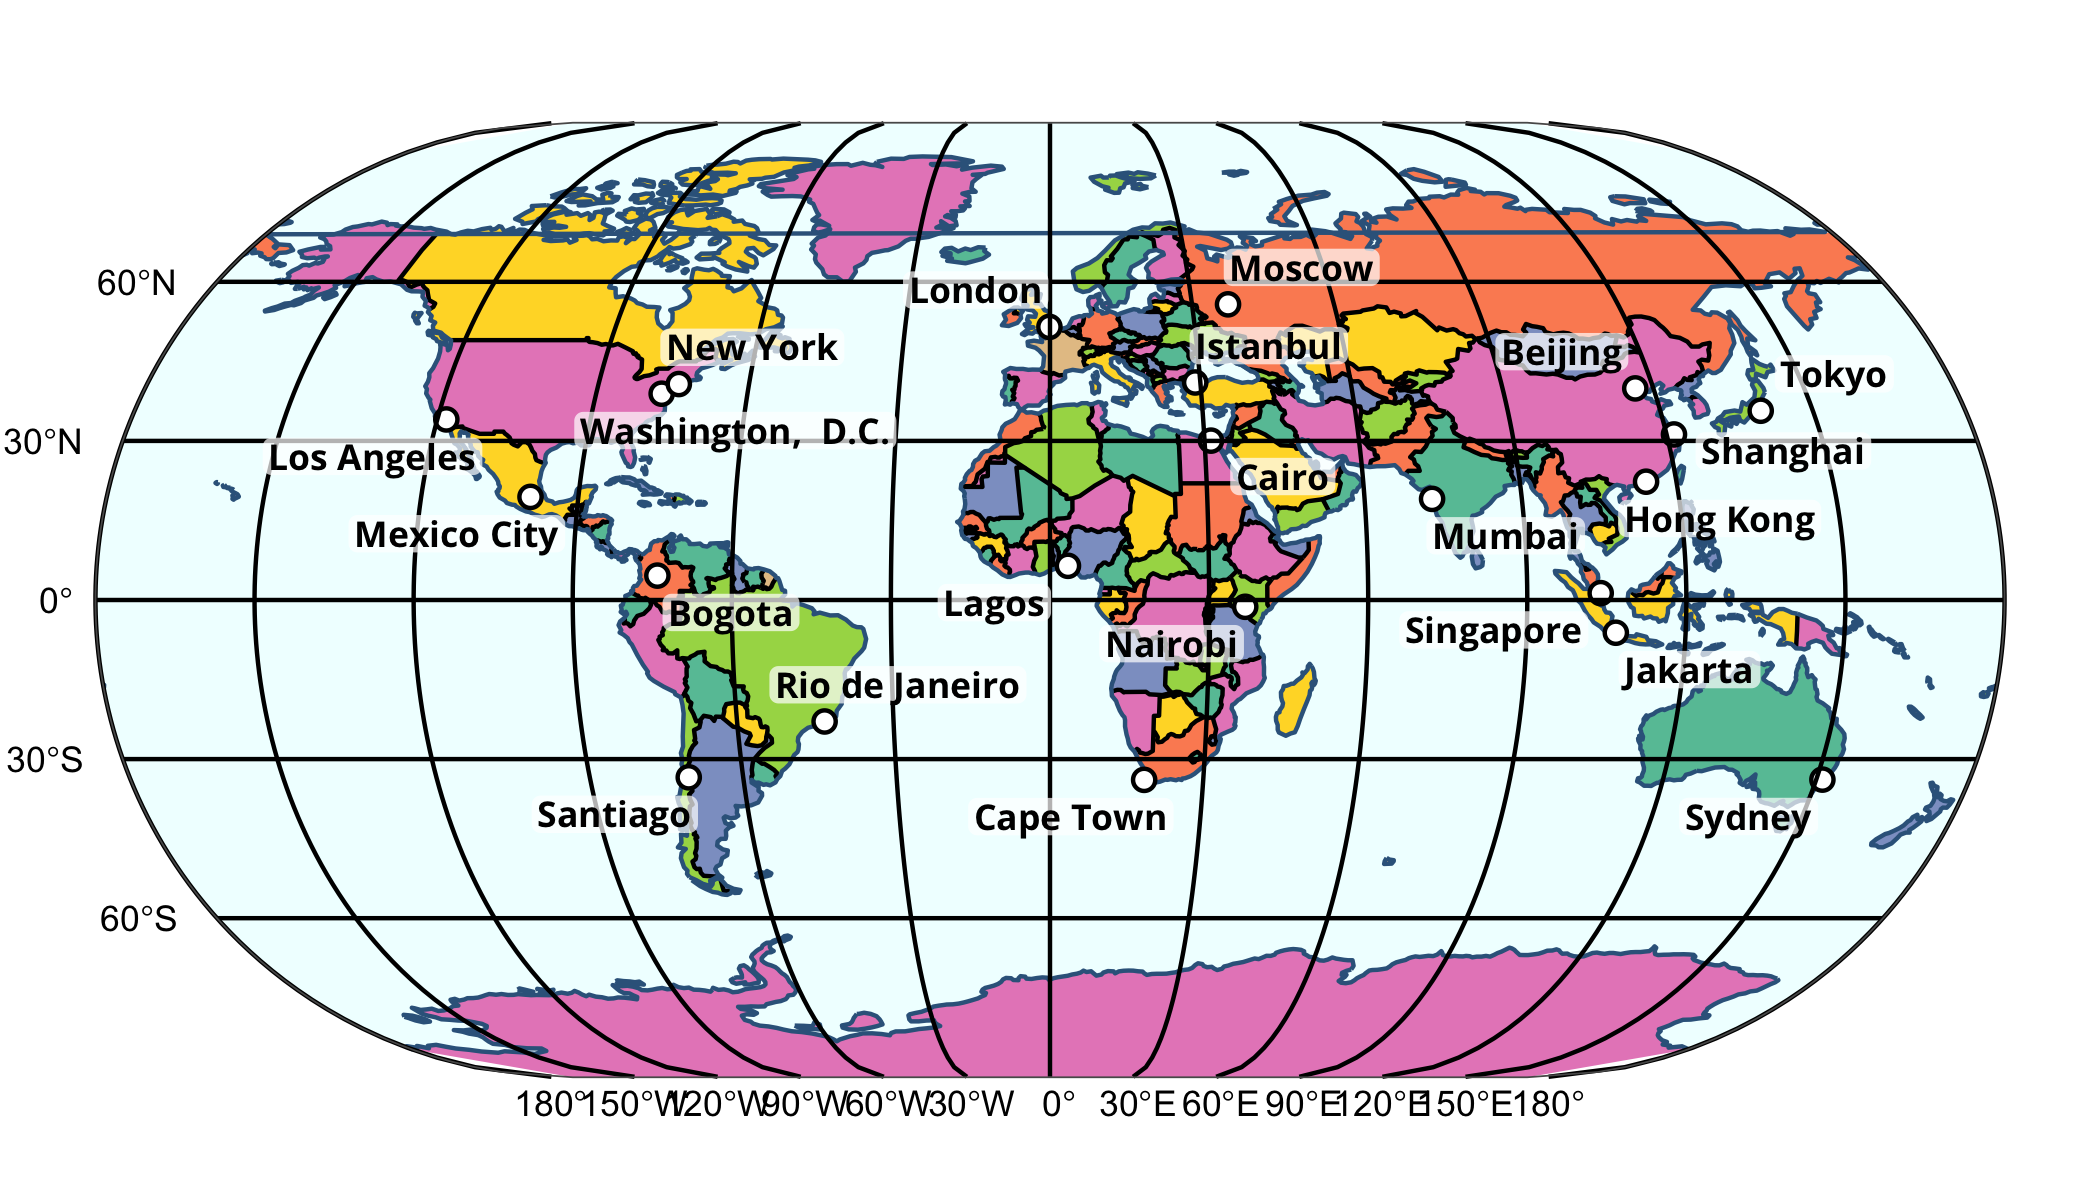 Moscow
60°N
London
New York
Istanbul
Beijing
Tokyo
Washington, D.C.
30°N
Los Angeles
Shanghai
Cairo
Mexico City
Mumbai
Hong Kong
0°
Lagos
Bogota
Singapore
Nairobi
Jakarta
Rio de Janeiro
30°S
Santiago
Cape Town
Sydney
60°S
180° 150°W 120°W 90°W 60°W 30°W 0° 30°E 60°E 90°E 120°E 150°E 180°